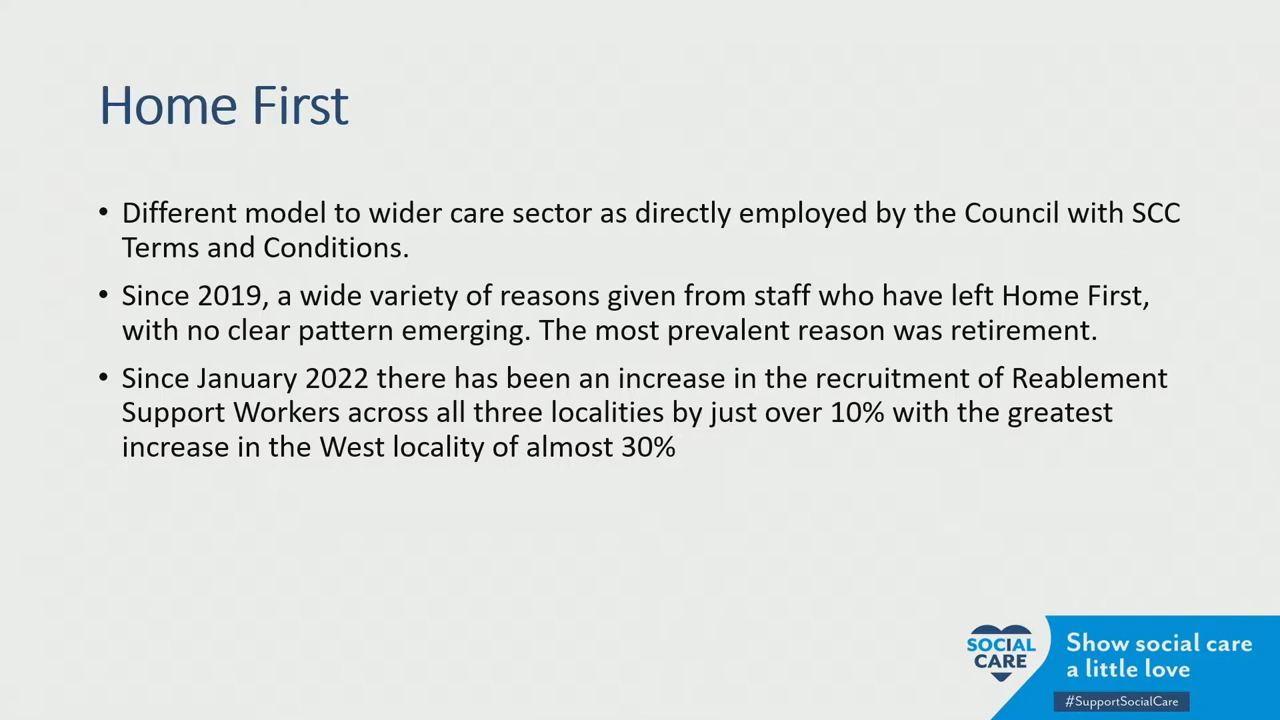 Home First
• Different model to wider care sector as directly employed by the Council with SCC
Terms and Conditions.
• Since 2019, a wide variety of reasons given from staff who have left Home First,
with no clear pattern emerging. The most prevalent reason was retirement.
• Since January 2022 there has been an increase in the recruitment of Reablement
Support Workers across all three localities by just over 10% with the greatest
increase in the West locality of almost 30%
SOCIAL
CARE
Show social care
a little love
#SupportSocialCare